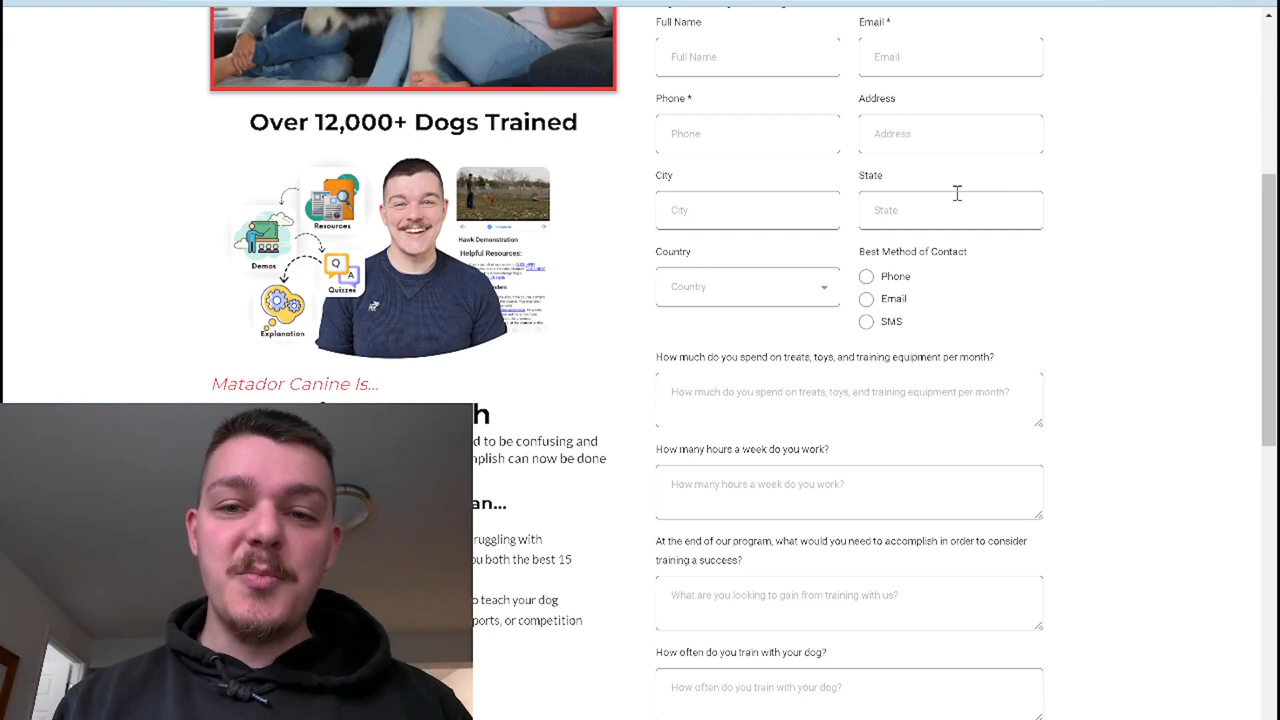 Over 12,000+ Dogs Trained
Resources
Demos
Q
A
Quizzes
Explanation
Hawk Demonstration
Helpful Resources:
Matador Canine Is...
h
d to be confusing and
plish can now be done
an...
ruggling with
u both the best 15
o teach your dog
ports, or competition
Full Name
Email *
Full Name
Email
Phone *
Address
Phone
Address
City
State
City
State
Country
Best Method of Contact
Country
Phone
Email
SMS
How much do you spend on treats, toys, and training equipment per month?
How much do you spend on treats, toys, and training equipment per month?
How many hours a week do you work?
How many hours a week do you work?
At the end of our program, what would you need to accomplish in order to consider
training a success?
What are you looking to gain from training with us?
How often do you train with your dog?
How often do you train with your dog?